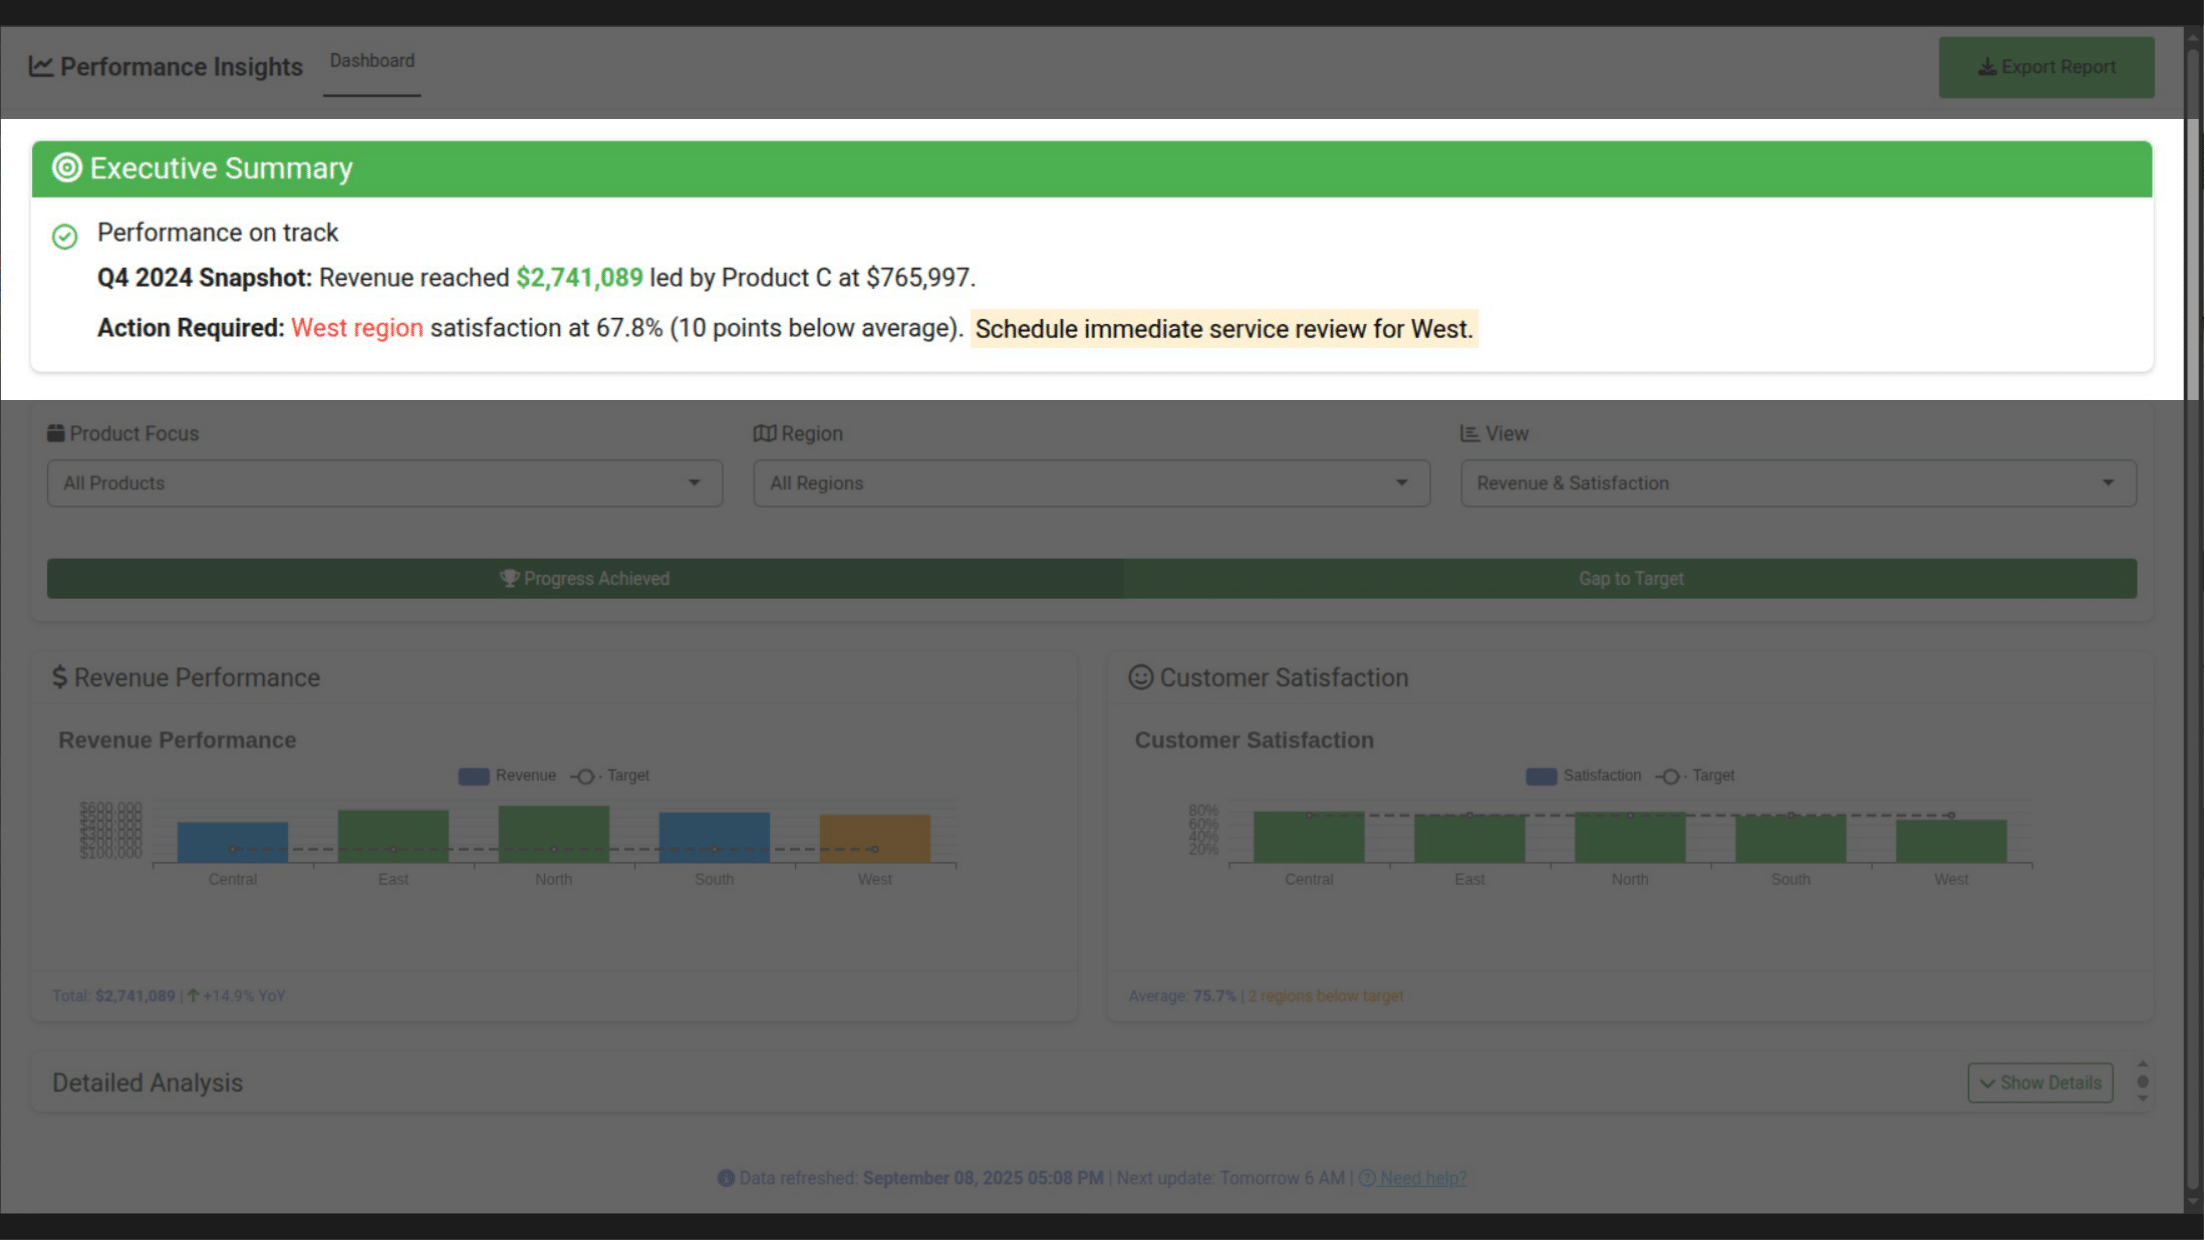 Performance Insights Dashboard Export Report
Executive Summary
Performance on track
Q4 2024 Snapshot: Revenue reached $2,741,089 led by Product C at $765,997.
Action Required: West region satisfaction at 67.8% (10 points below average). Schedule immediate service review for West.
Product Focus
All Products
Region
All Regions
View
Revenue & Satisfaction
Progress Achieved
Gap to Target
Revenue Performance
Revenue Performance
Revenue Target
$600,000
$500,000
$400,000
$300,000
$200,000
$100,000
Central East North South West
Total: $2,741,089 | +14.9% YoY
Customer Satisfaction
Customer Satisfaction
Satisfaction Target
80%
60%
40%
20%
Central East North South West
Average: 75.7% | 2 regions below target
Detailed Analysis
Show Details
Data refreshed: September 08, 2025 05:08 PM | Next update: Tomorrow 6 AM | Need help?